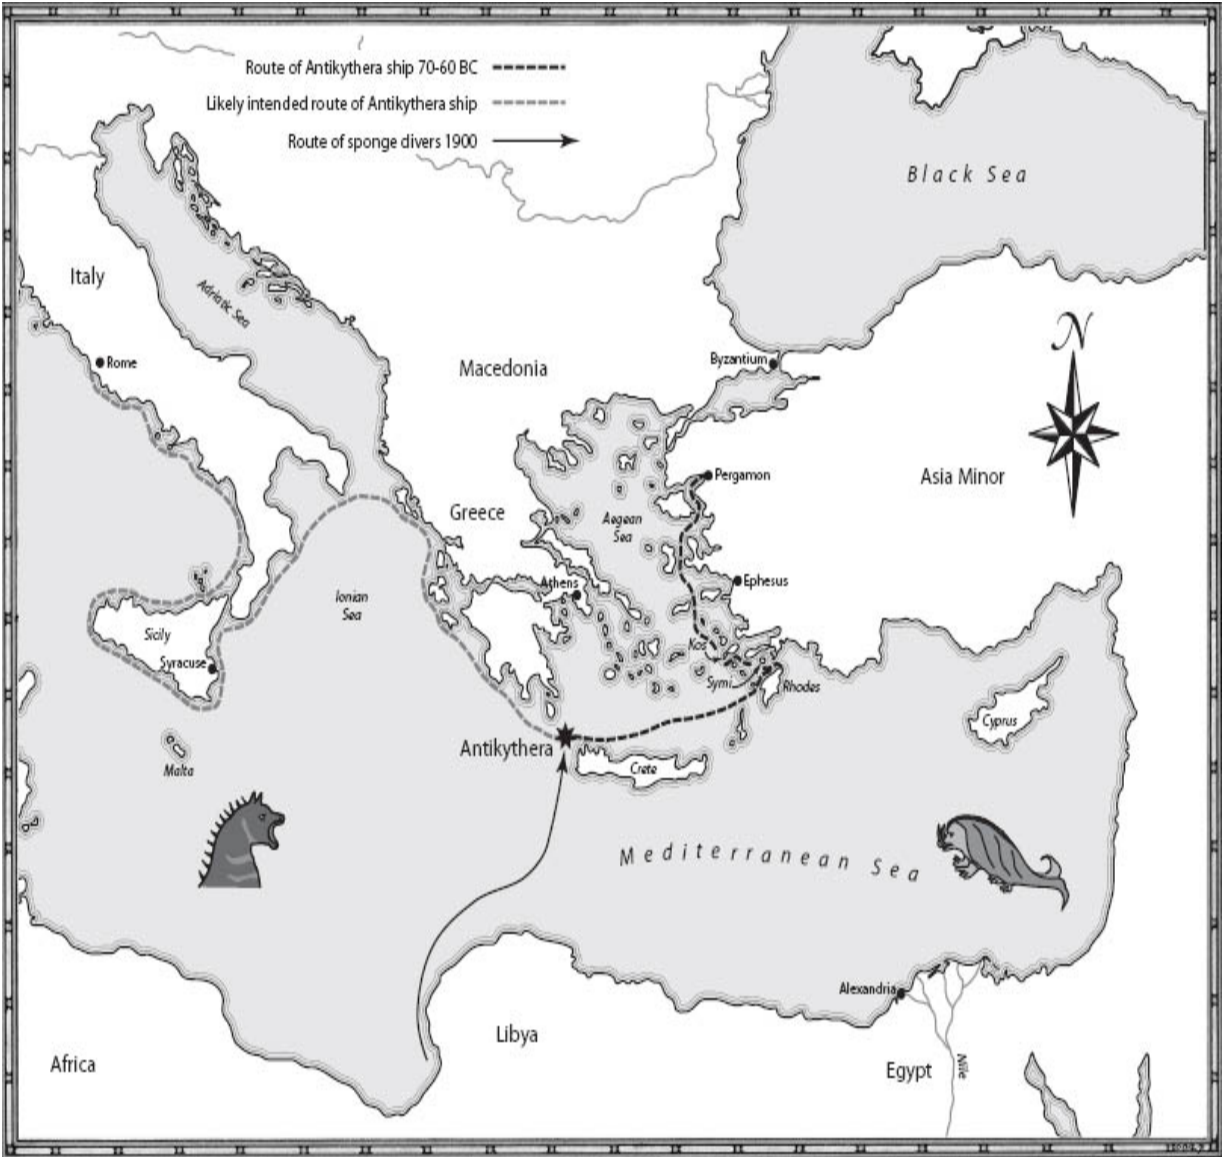 Route of Antikythera ship 70-60 BC
Likely intended route of Antikythera ship
Route of sponge divers 1900
Black Sea
Italy
Adriatic Sea
N
Rome
Byzantium
Macedonia
Pergamon
Asia Minor
Greece
Aegean
Sea
Athens
Ephesus
Ionian
Sea
Sicily
Syracuse
Kos
Symi
Rhodes
Cyprus
Antikythera
Crete
Malta
Mediterranean Sea
Alexandria
Libya
Africa
Egypt
Nile